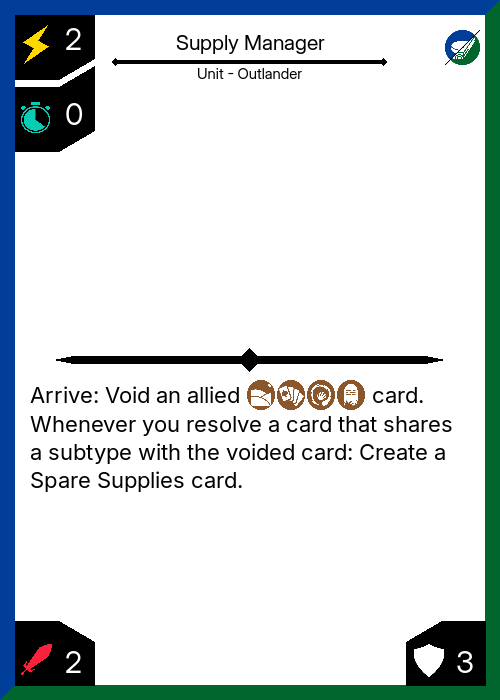 2
Supply Manager
Unit - Outlander
0
Arrive: Void an allied card.
Whenever you resolve a card that shares
a subtype with the voided card: Create a
Spare Supplies card.
2
3